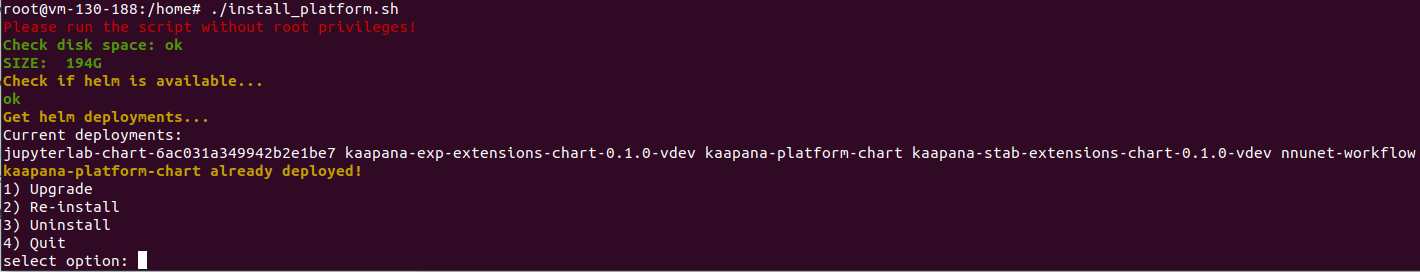 root@vm-130-188:/home# ./install_platform.sh
Please run the script without root privileges!
Check disk space: ok
SIZE:  194G
Check if helm is available...
ok
Get helm deployments...
Current deployments:
jupyterlab-chart-6ac031a349942b2e1be7 kaapana-exp-extensions-chart-0.1.0-vdev kaapana-platform-chart kaapana-stab-extensions-chart-0.1.0-vdev nnunet-workflow
kaapana-platform-chart already deployed!
1) Upgrade
2) Re-install
3) Uninstall
4) Quit
select option: